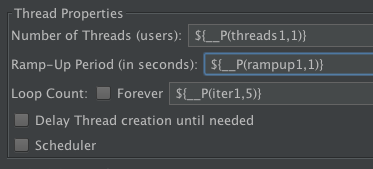 Thread Properties
Number of Threads (users): ${__P(threads1,1)}
Ramp-Up Period (in seconds): ${__P(rampup1,1)}
Loop Count: Forever ${__P(iter1,5)}
Delay Thread creation until needed
Scheduler